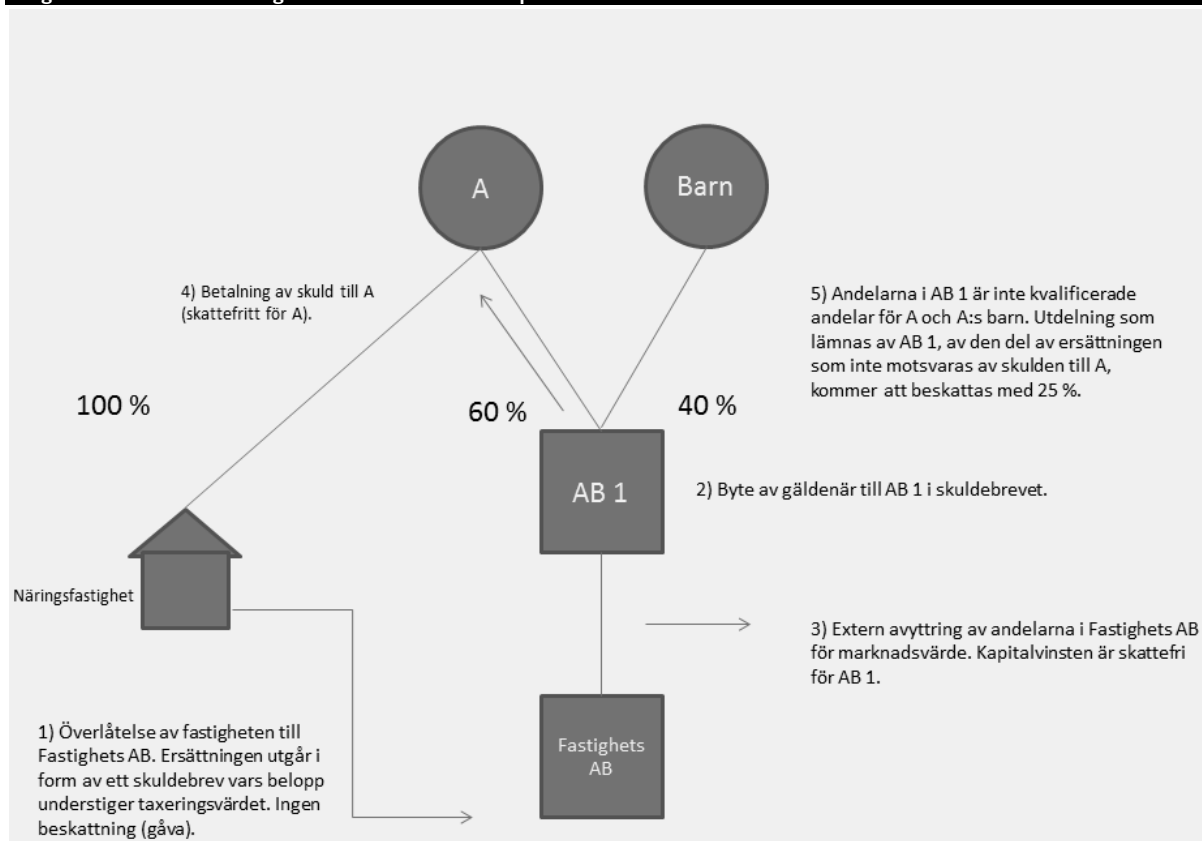 A
Barn
4) Betalning av skuld till A
(skattefritt för A).
5) Andelarna i AB 1 är inte kvalificerade
andelar för A och A:s barn. Utdelning som
lämnas av AB 1, av den del av ersättningen
som inte motsvaras av skulden till A,
kommer att beskattas med 25 %.
100 %
60 %
40 %
AB 1
2) Byte av gäldenär till AB 1 i skuldebrevet.
Näringsfastighet
3) Extern avyttring av andelarna i Fastighets AB
för marknadsvärde. Kapitalvinsten är skattefri
för AB 1.
1) Överlåtelse av fastigheten till
Fastighets AB. Ersättningen utgår i
form av ett skuldebrev vars belopp
understiger taxeringsvärdet. Ingen
beskattning (gåva).
Fastighets
AB